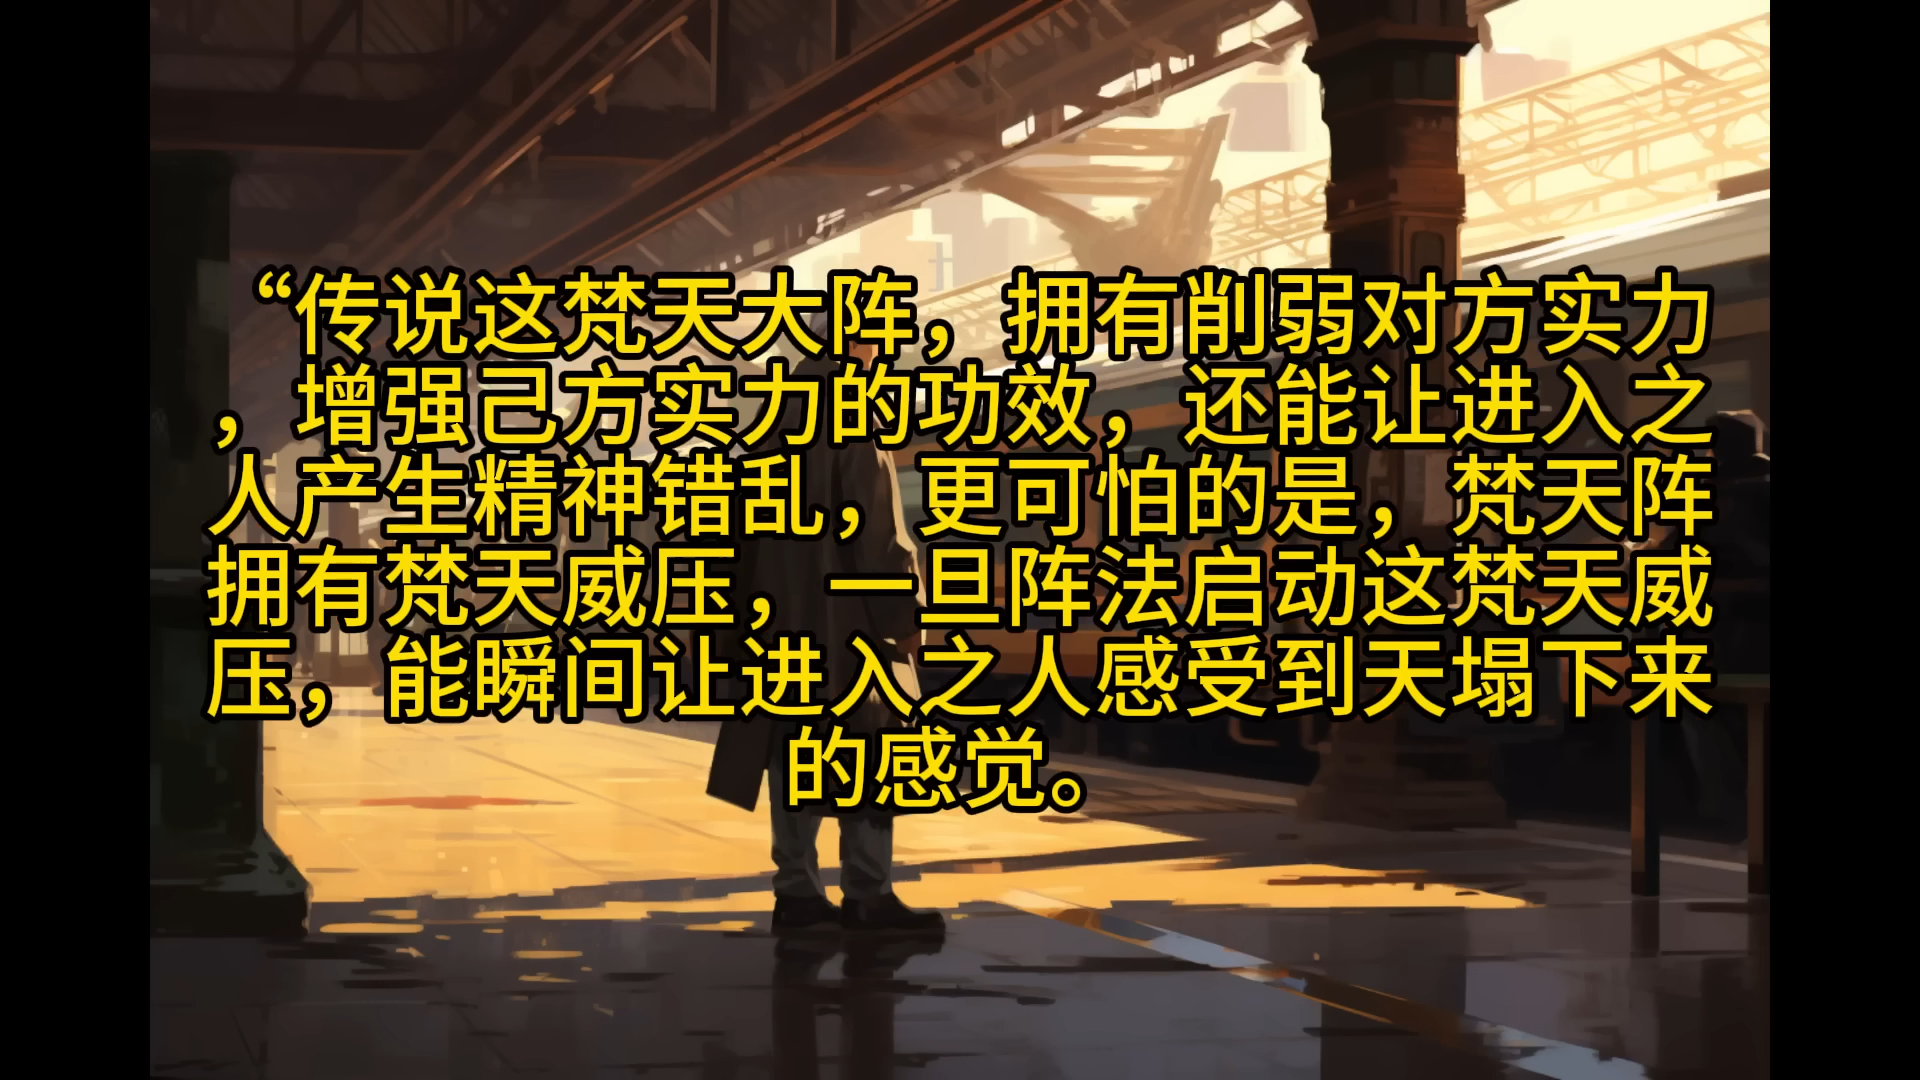 “传说这梵天大阵，拥有削弱对方实力
，增强己方实力的功效，还能让进入之
人产生精神错乱，更可怕的是，梵天阵
拥有梵天威压，一旦阵法启动这梵天威
压，能瞬间让进入之人感受到天塌下来
的感觉。